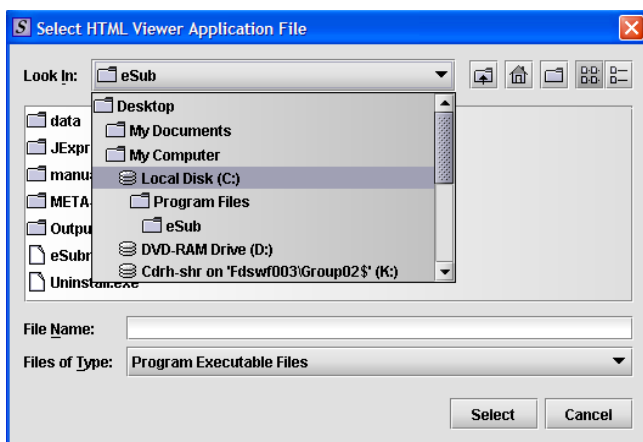 S Select HTML Viewer Application File
Look In: eSub
Desktop
data
My Documents
JExpr
My Computer
manu
Local Disk (C:)
META-
Program Files
Outpu
eSub
eSubr
DVD-RAM Drive (D:)
Cdrh-shr on 'Fdswf003\Group02$' (K:)
Uninstall.exe
File Name:
Files of Type: Program Executable Files
Select Cancel